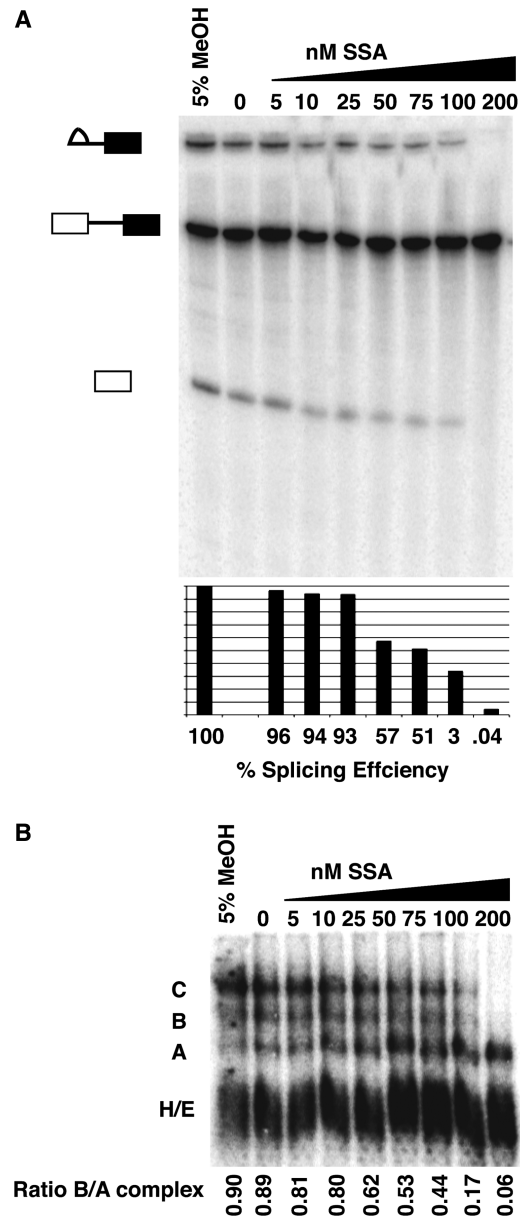 A
5% MeOH
nM SSA
0 5 10 25 50 75 100 200
100 96 94 93 57 51 3 .04
% Splicing Effciency
B
5% MeOH
nM SSA
0 5 10 25 50 75 100 200
C
B
A
H/E
Ratio B/A complex 0.90 0.89 0.81 0.80 0.62 0.53 0.44 0.17 0.06